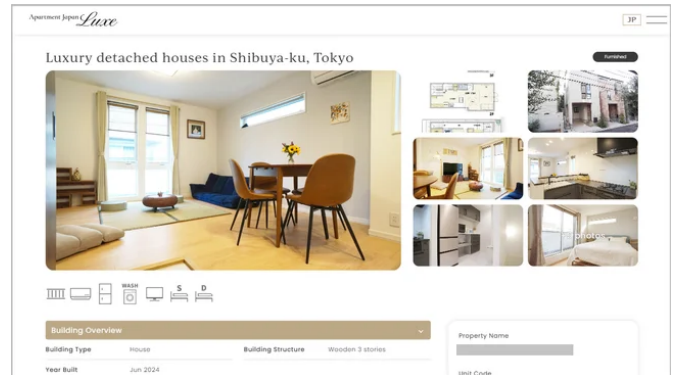 Apartment Japan Luxe
JP
Luxury detached houses in Shibuya-ku, Tokyo
Furnished
photos
WASH
S
D
Building Overview
Building Type House Building Structure Wooden 3 stories
Property Name
Year Built Jun 2024
Unit Code